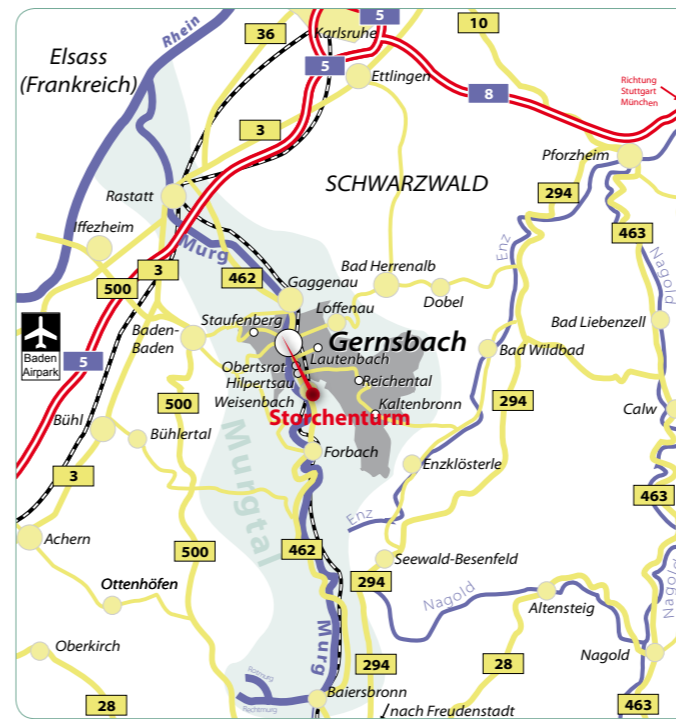 5
10
36
Karlsruhe
Rhein
Elsass
(Frankreich)
5
Ettlingen
8
Richtung
Stuttgart
München
3
Pforzheim
SCHWARZWALD
294
Rastatt
463
Iffezheim
Murg
Enz
Nagold
3
462
Gaggenau
Bad Herrenalb
500
Dobel
Loffenau
Staufenberg
Bad Liebenzell
Baden-
Baden
Gernsbach
Baden
Airpark
5
Lautenbach
Bad Wildbad
Obertsrot
Hilpertsau
Reichental
Weisenbach
Kaltenbronn
500
294
Storchenturm
Calw
Bühl
Bühlertal
Murgtal
Forbach
Enzklösterle
3
463
Enz
Achern
500
462
Seewald-Besenfeld
Nagold
294
Ottenhöfen
Nagold
Altensteig
Murg
Oberkirch
Nagold
294
28
Rotmurg
Rechtmurg
Baiersbronn
28
463
nach Freudenstadt